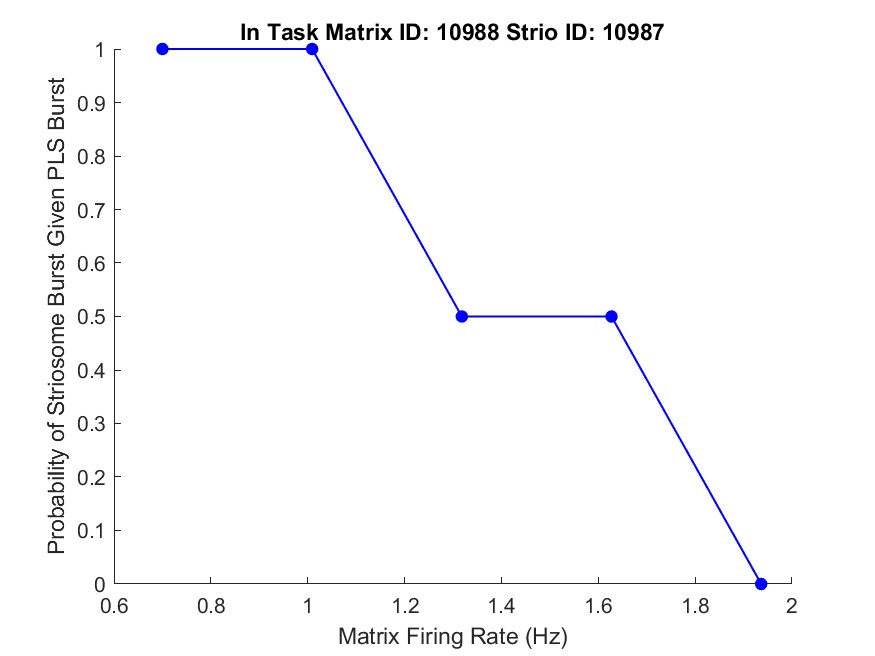 In Task Matrix ID: 10988 Strio ID: 10987
Probability of Striosome Burst Given PLS Burst
1
0.9
0.8
0.7
0.6
0.5
0.4
0.3
0.2
0.1
0
0.6 0.8 1 1.2 1.4 1.6 1.8 2
Matrix Firing Rate (Hz)